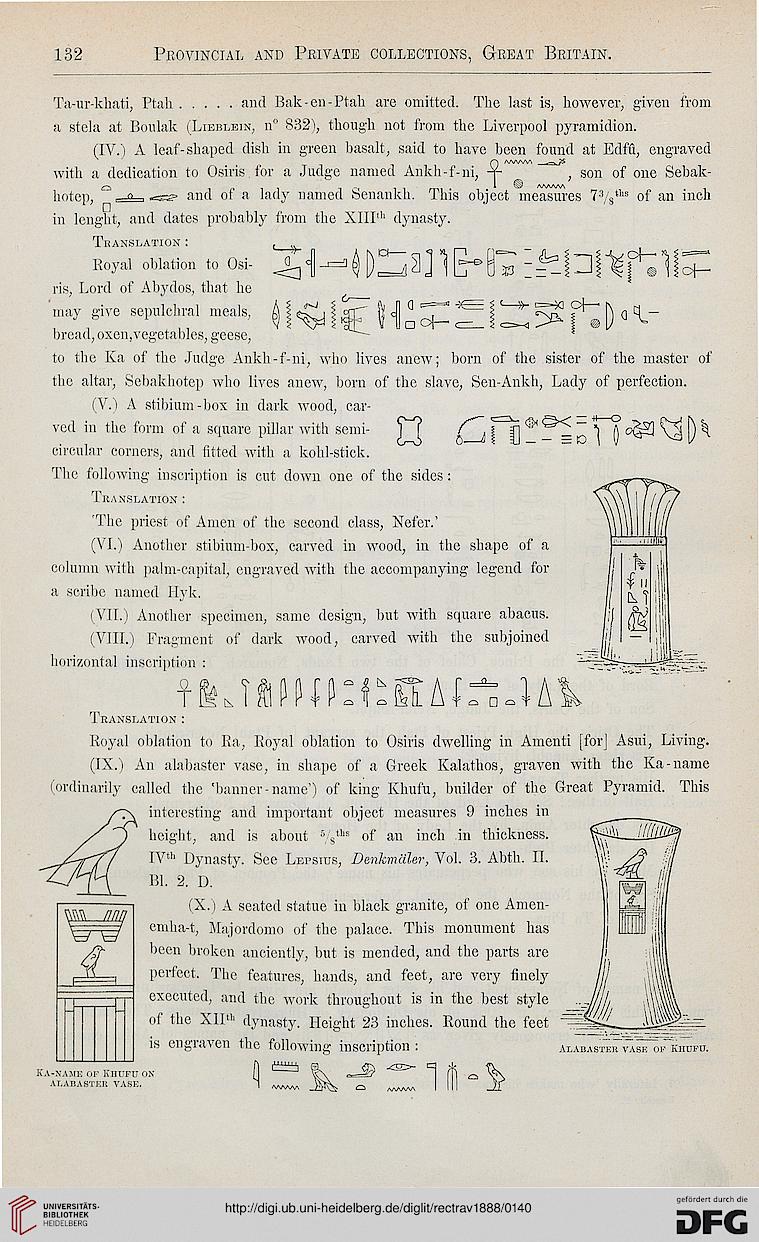 132 PROVINCIAL AND PRIVATE COLLECTIONS, GREAT BRITAIN.
Ta-ur-khati, Ptah . . . . . and Bak-en-Ptah are omitted. The last is, however, given from
a stela at Boulak (LIEBLEIN, n° 832), though not from the Liverpool pyramidion.
(IV.) A leaf-shaped dish in green basalt, said to have been found at Edfû, engraved
with a dedication to Osiris for a Judge named Ankh-f-ni, , son of one Sebak-
hotep, and of a lady named Senankh. This object measures 7 3/8ths of an inch
in lenght, and dates probably from the XIIIth dynasty.
TRANSLATION:
Royal oblation to Osi-
ris, Lord of Abydos, that he
may give sepulchral meals,
bread, oxen, vegetables, geese,
to the Ka of the Judge Ankh-f-ni, who lives anew; born of the sister of the master of
the altar, Sebakhotep who lives anew, born of the slave, Sen-Ankh, Lady of perfection.
(V.) A stibium-box in dark wood, car-
ved in the form of a square pillar with semi-
circular corners, and fitted with a kohl-stick.
The following inscription is cut down one of the sides:
TRANSLATION:
'The priest of Amen of the second class, Nefer.'
(VI.) Another stibium-box, carved in wood, in the shape of a
column with palm-capital, engraved with the accompanying legend for
a scribe named Hyk.
(VII.) Another specimen, same design, but with square abacus.
(VIII.) Fragment of dark wood, carved with the subjoined
horizontal inscription :
TRANSLATION:
Royal oblation to Ra, Royal oblation to Osiris dwelling in Amenti [for] Asui, Living.
(IX.) An alabaster vase, in shape of a Greek Kalathos, graven with the Ka-name
(ordinarily called the 'banner-name') of king Khufu, builder of the Great Pyramid. This
interesting and important object measures 9 inches in
height, and is about 5/8ths of an inch in thickness.
IVth Dynasty. See LEPSIUS, Denkmäler, Vol. 3. Abth. II.
Bl. 2. D.
(X.) A seated statue in black granite, of one Amen-
emha-t, Majordomo of the palace. This monument has
been broken anciently, but is mended, and the parts are
perfect. The features, hands, and feet, are very finely
executed, and the work throughout is in the best style
of the XIIth dynasty. Height 23 inches. Round the feet
is engraven the following inscription :
ALABASTER VASE OF KHUFU.
KA-NAME OF KHUFU ON
ALABASTER VASE.
UNIVERSITÄTS-
BIBLIOTHEK
HEIDELBERG
http://digi.ub.uni-heidelberg.de/diglit/rectrav1888/0140
gefördert durch die
DFG